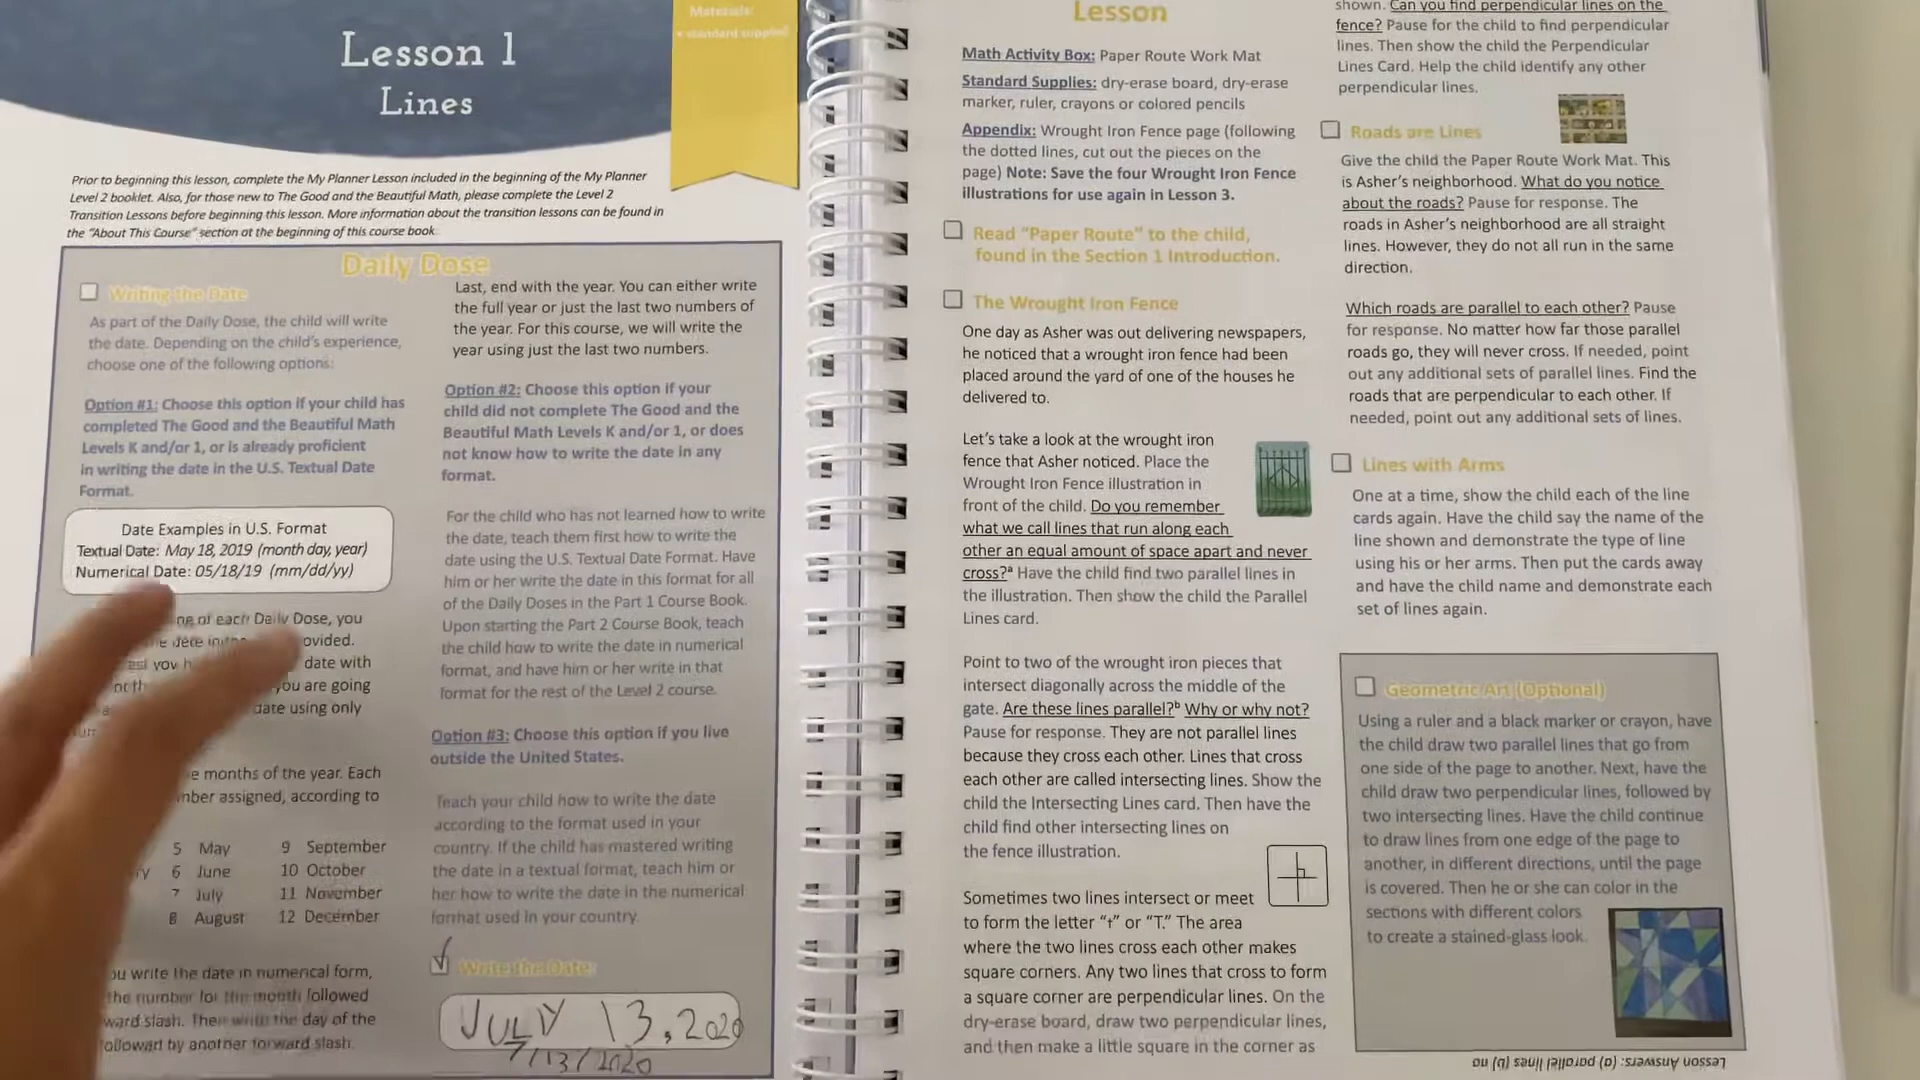 Lesson 1
Lines
Materials:
• standard supplies
Prior to beginning this lesson, complete the My Planner Lesson included in the beginning of the My Planner
Level 2 booklet. Also, for those new to The Good and the Beautiful Math, please complete the Level 2
Transition Lessons before beginning this lesson. More information about the transition lessons can be found in
the “About This Course” section at the beginning of this course book
Daily Dose
Writing the Date
As part of the Daily Dose, the child will write
the date. Depending on the child's experience,
choose one of the following options:
Option #1: Choose this option if your child has
completed The Good and the Beautiful Math
Levels K and/or 1, or is already proficient
in writing the date in the U.S. Textual Date
Format.
Date Examples in U.S. Format
Textual Date: May 18, 2019 (month day, year)
Numerical Date: 05/18/19 (mm/dd/yy)
of each Daily Dose, you
date with
you are going
date using only
months of the year. Each
assigned, according to
5 May 9 September
6 June 10 October
7 July 11 November
8 August 12 December
write the date in numerical form,
the number for the month followed
slash. Then write the day of the
followed by another forward slash.
Last, end with the year. You can either write
the full year or just the last two numbers of
the year. For this course, we will write the
year using just the last two numbers.
Option #2: Choose this option if your
child did not complete The Good and the
Beautiful Math Levels K and/or 1, or does
not know how to write the date in any
format.
For the child who has not learned how to write
the date, teach them first how to write the
date using the U.S. Textual Date Format. Have
him or her write the date in this format for all
of the Daily Doses in the Part 1 Course Book.
Upon starting the Part 2 Course Book, teach
the child how to write the date in numerical
format, and have him or her write in that
format for the rest of the Level 2 course.
Option #3: Choose this option if you live
outside the United States.
Teach your child how to write the date
according to the format used in your
country. If the child has mastered writing
the date in a textual format, teach him or
her how to write the date in the numerical
format used in your country.
Write the Date
JULY 13, 2020
7/13/2020
Lesson
Math Activity Box: Paper Route Work Mat
Standard Supplies: dry-erase board, dry-erase
marker, ruler, crayons or colored pencils
Appendix: Wrought Iron Fence page (following
the dotted lines, cut out the pieces on the
page) Note: Save the four Wrought Iron Fence
illustrations for use again in Lesson 3.
Read “Paper Route” to the child,
found in the Section 1 Introduction.
The Wrought Iron Fence
One day as Asher was out delivering newspapers,
he noticed that a wrought iron fence had been
placed around the yard of one of the houses he
delivered to.
Let's take a look at the wrought iron
fence that Asher noticed. Place the
Wrought Iron Fence illustration in
front of the child. Do you remember
what we call lines that run along each
other an equal amount of space apart and never
cross?ᵃ Have the child find two parallel lines in
the illustration. Then show the child the Parallel
Lines card.
Point to two of the wrought iron pieces that
intersect diagonally across the middle of the
gate. Are these lines parallel?ᵇ Why or why not?
Pause for response. They are not parallel lines
because they cross each other. Lines that cross
each other are called intersecting lines. Show the
child the Intersecting Lines card. Then have the
child find other intersecting lines on
the fence illustration.
Sometimes two lines intersect or meet
to form the letter “t” or “T.” The area
where the two lines cross each other makes
square corners. Any two lines that cross to form
a square corner are perpendicular lines. On the
dry-erase board, draw two perpendicular lines,
and then make a little square in the corner as
shown. Can you find perpendicular lines on the
fence? Pause for the child to find perpendicular
lines. Then show the child the Perpendicular
Lines Card. Help the child identify any other
perpendicular lines.
Roads are Lines
Give the child the Paper Route Work Mat. This
is Asher's neighborhood. What do you notice
about the roads? Pause for response. The
roads in Asher's neighborhood are all straight
lines. However, they do not all run in the same
direction.
Which roads are parallel to each other? Pause
for response. No matter how far those parallel
roads go, they will never cross. If needed, point
out any additional sets of parallel lines. Find the
roads that are perpendicular to each other. If
needed, point out any additional sets of lines.
Lines with Arms
One at a time, show the child each of the line
cards again. Have the child say the name of the
line shown and demonstrate the type of line
using his or her arms. Then put the cards away
and have the child name and demonstrate each
set of lines again.
Geometric Art (Optional)
Using a ruler and a black marker or crayon, have
the child draw two parallel lines that go from
one side of the page to another. Next, have the
child draw two perpendicular lines, followed by
two intersecting lines. Have the child continue
to draw lines from one edge of the page to
another, in different directions, until the page
is covered. Then he or she can color in the
sections with different colors
to create a stained-glass look.
Lesson Answers: (a) parallel lines (b) no